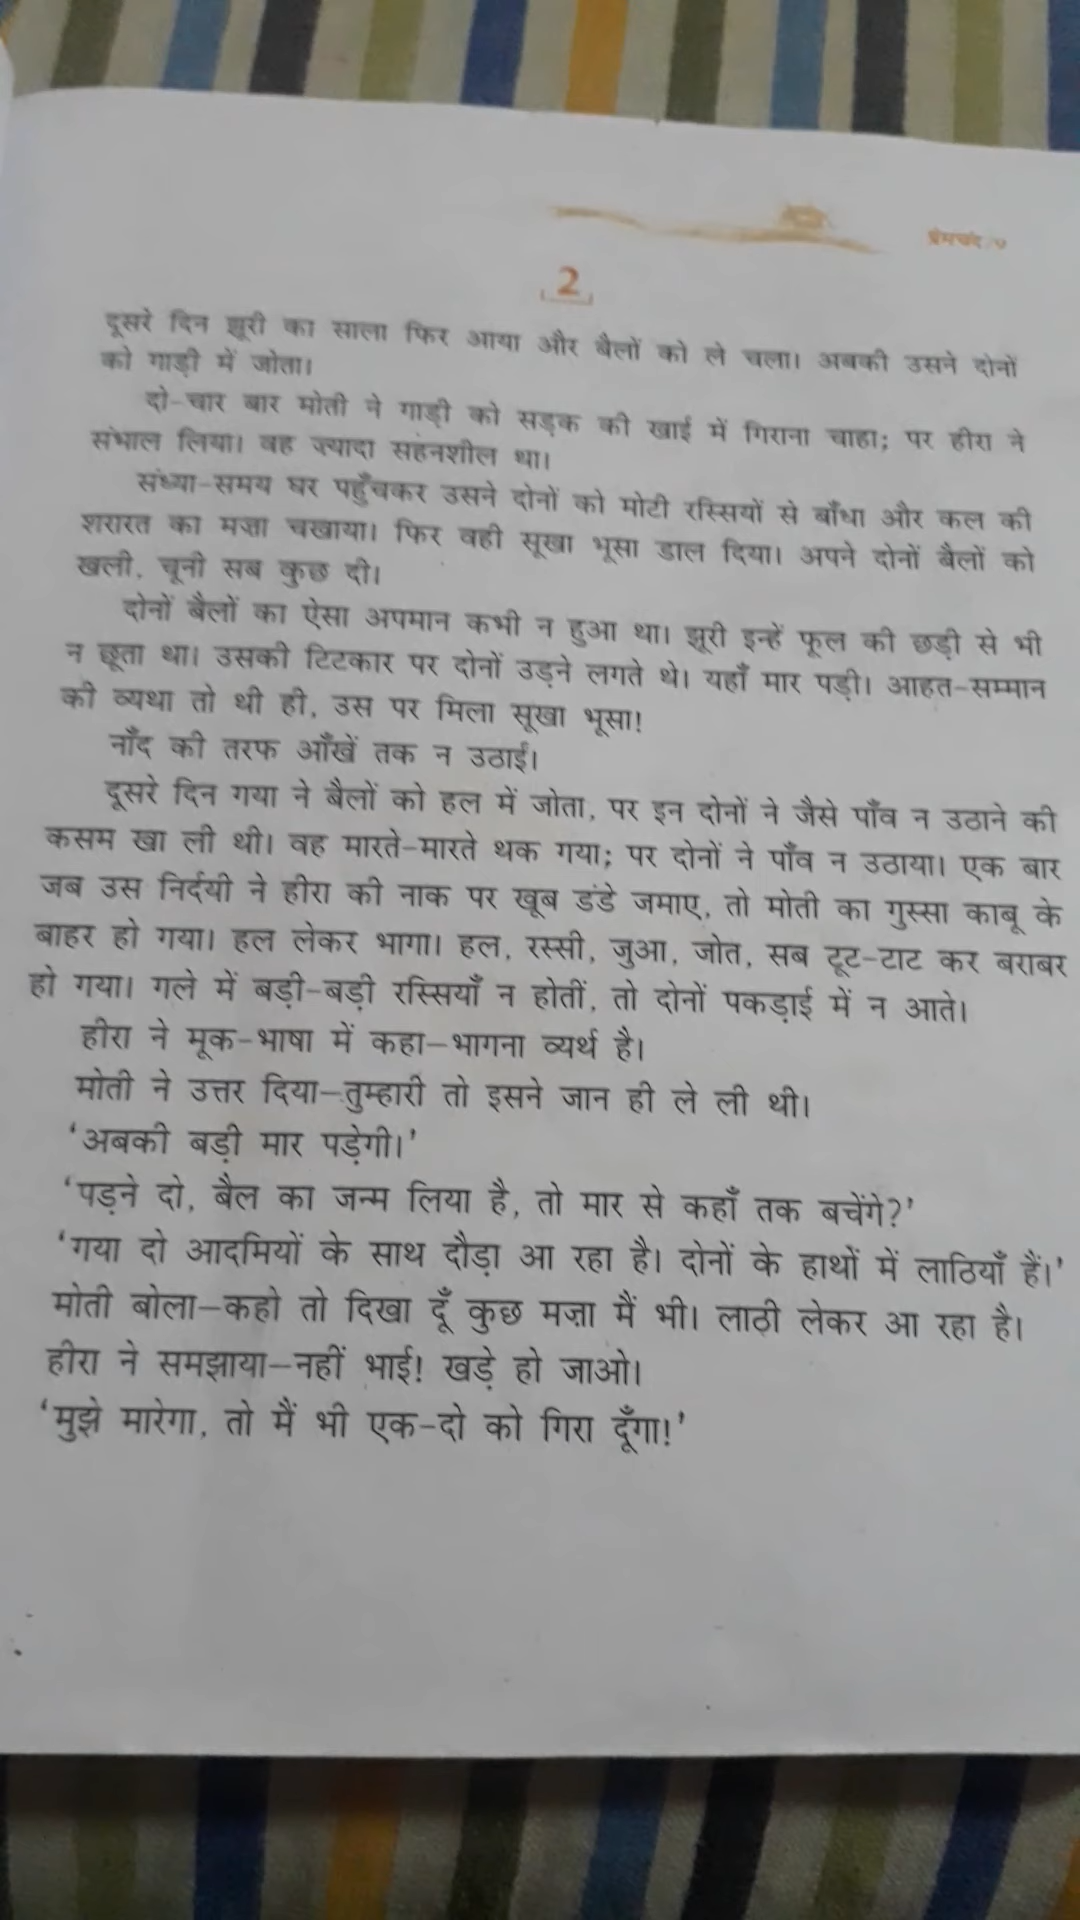 प्रेमचंद/५
2
दूसरे दिन झूरी का साला फिर आया और बैलों को ले चला। अबकी उसने दोनों
को गाड़ी में जोता।
दो-चार बार मोती ने गाड़ी को सड़क की खाई में गिराना चाहा; पर हीरा ने
संभाल लिया। वह ज्यादा सहनशील था।
संध्या-समय घर पहुँचकर उसने दोनों को मोटी रस्सियों से बाँधा और कल की
शरारत का मज़ा चखाया। फिर वही सूखा भूसा डाल दिया। अपने दोनों बैलों को
खली, चूनी सब कुछ दी।
दोनों बैलों का ऐसा अपमान कभी न हुआ था। झूरी इन्हें फूल की छड़ी से भी
न छूता था। उसकी टिटकार पर दोनों उड़ने लगते थे। यहाँ मार पड़ी। आहत-सम्मान
की व्यथा तो थी ही, उस पर मिला सूखा भूसा!
नाँद की तरफ आँखें तक न उठाईं।
दूसरे दिन गया ने बैलों को हल में जोता, पर इन दोनों ने जैसे पाँव न उठाने की
कसम खा ली थी। वह मारते-मारते थक गया; पर दोनों ने पाँव न उठाया। एक बार
जब उस निर्दयी ने हीरा की नाक पर खूब डंडे जमाए, तो मोती का गुस्सा काबू के
बाहर हो गया। हल लेकर भागा। हल, रस्सी, जुआ, जोत, सब टूट-टाट कर बराबर
हो गया। गले में बड़ी-बड़ी रस्सियाँ न होतीं, तो दोनों पकड़ाई में न आते।
हीरा ने मूक-भाषा में कहा—भागना व्यर्थ है।
मोती ने उत्तर दिया—तुम्हारी तो इसने जान ही ले ली थी।
‘अबकी बड़ी मार पड़ेगी।’
‘पड़ने दो, बैल का जन्म लिया है, तो मार से कहाँ तक बचेंगे?’
‘गया दो आदमियों के साथ दौड़ा आ रहा है। दोनों के हाथों में लाठियाँ हैं।’
मोती बोला—कहो तो दिखा दूँ कुछ मज़ा मैं भी। लाठी लेकर आ रहा है।
हीरा ने समझाया—नहीं भाई! खड़े हो जाओ।
‘मुझे मारेगा, तो मैं भी एक-दो को गिरा दूँगा!’